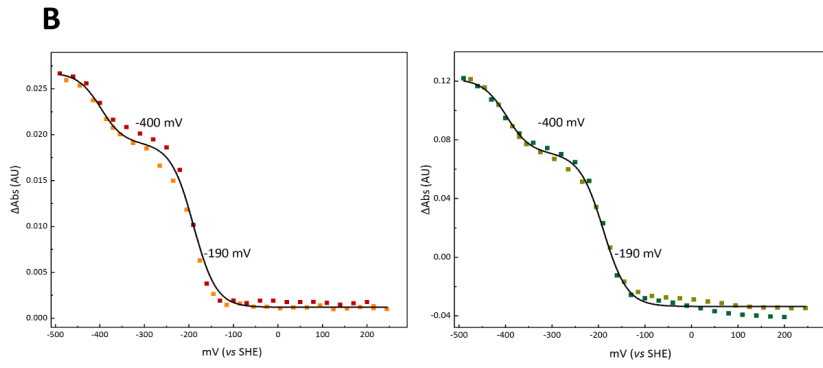 B
0.025
0.020
0.015
0.010
0.005
0.000
ΔAbs (AU)
-400 mV
-190 mV
-500 -400 -300 -200 -100 0 100 200
mV (vs SHE)
0.12
0.08
0.04
0.00
-0.04
ΔAbs (AU)
-400 mV
-190 mV
-500 -400 -300 -200 -100 0 100 200
mV (vs SHE)